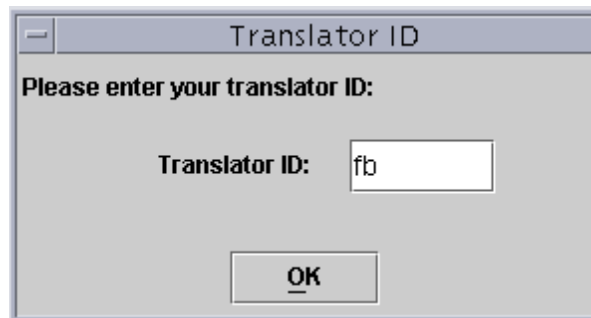 Translator ID
Please enter your translator ID:
Translator ID: fb
OK